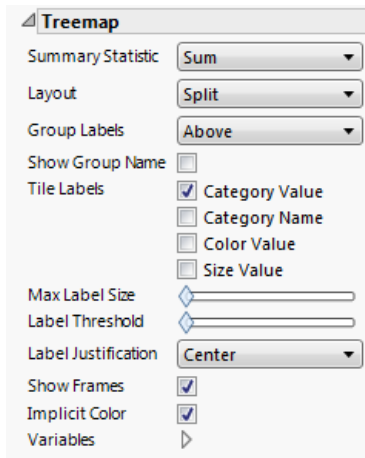 Treemap
Summary Statistic Sum
Layout Split
Group Labels Above
Show Group Name
Tile Labels Category Value
Category Name
Color Value
Size Value
Max Label Size
Label Threshold
Label Justification Center
Show Frames
Implicit Color
Variables